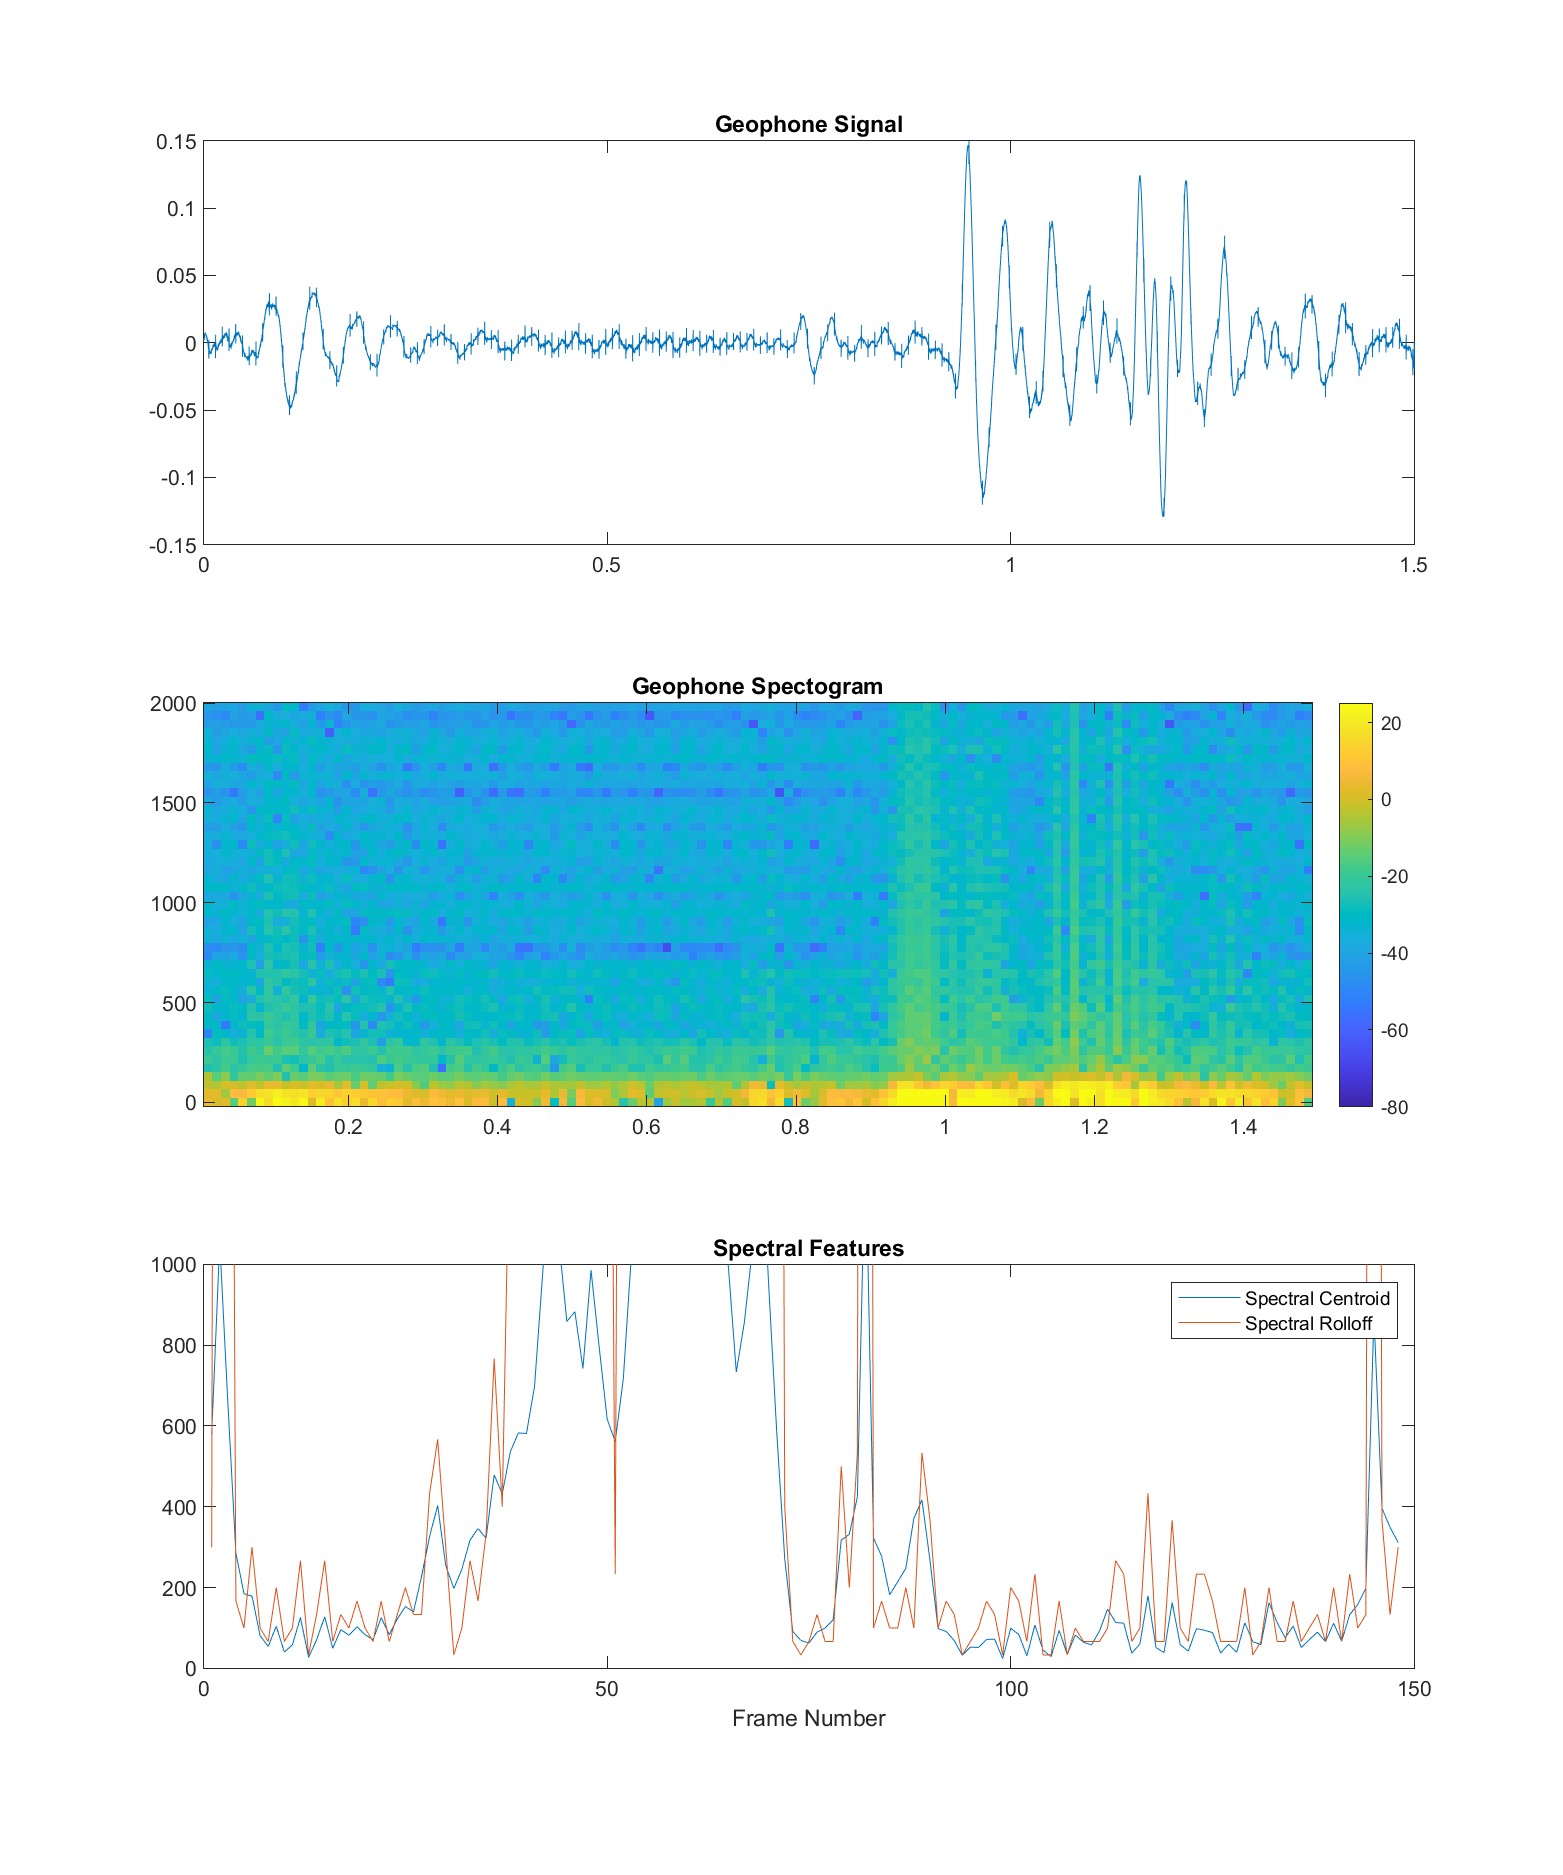 Geophone Signal
0.15
0.1
0.05
0
-0.05
-0.1
-0.15
0 0.5 1 1.5
Geophone Spectogram
2000
1500
1000
500
0
0.2 0.4 0.6 0.8 1 1.2 1.4
20
0
-20
-40
-60
-80
Spectral Features
1000
800
600
400
200
0
Spectral Centroid
Spectral Rolloff
0 50 100 150
Frame Number